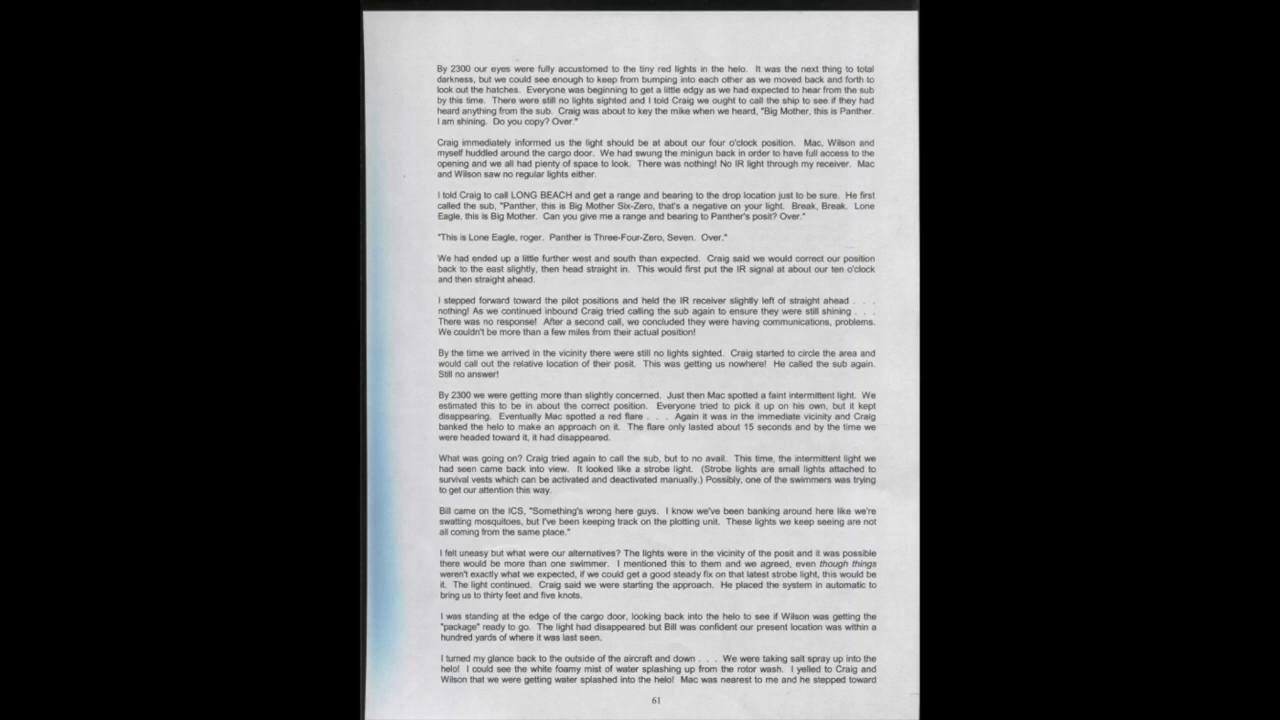 By 2300 our eyes were fully accustomed to the tiny red lights in the helo. It was the next thing to total
darkness, but we could see enough to keep from bumping into each other as we moved back and forth to
look out the hatches. Everyone was beginning to get a little edgy as we had expected to hear from the sub
by this time. There were still no lights sighted and I told Craig we ought to call the ship to see if they had
heard anything from the sub. Craig was about to key the mike when we heard, "Big Mother, this is Panther.
I am shining. Do you copy? Over."
Craig immediately informed us the light should be at about our four o'clock position. Mac, Wilson and
myself huddled around the cargo door. We had swung the minigun back in order to have full access to the
opening and we all had plenty of space to look. There was nothing! No IR light through my receiver. Mac
and Wilson saw no regular lights either.
I told Craig to call LONG BEACH and get a range and bearing to the drop location just to be sure. He first
called the sub, "Panther, this is Big Mother Six-Zero, that's a negative on your light. Break, Break. Lone
Eagle, this is Big Mother. Can you give me a range and bearing to Panther's posit? Over."
"This is Lone Eagle, roger. Panther is Three-Four-Zero, Seven. Over."
We had ended up a little further west and south than expected. Craig said we would correct our position
back to the east slightly, then head straight in. This would first put the IR signal at about our ten o'clock
and then straight ahead.
I stepped forward toward the pilot positions and held the IR receiver slightly left of straight ahead . . .
nothing! As we continued inbound Craig tried calling the sub again to ensure they were still shining . . .
There was no response! After a second call, we concluded they were having communications, problems.
We couldn't be more than a few miles from their actual position!
By the time we arrived in the vicinity there were still no lights sighted. Craig started to circle the area and
would call out the relative location of their posit. This was getting us nowhere! He called the sub again.
Still no answer!
By 2300 we were getting more than slightly concerned. Just then Mac spotted a faint intermittent light. We
estimated this to be in about the correct position. Everyone tried to pick it up on his own, but it kept
disappearing. Eventually Mac spotted a red flare . . . Again it was in the immediate vicinity and Craig
banked the helo to make an approach on it. The flare only lasted about 15 seconds and by the time we
were headed toward it, it had disappeared.
What was going on? Craig tried again to call the sub, but to no avail. This time, the intermittent light we
had seen came back into view. It looked like a strobe light. (Strobe lights are small lights attached to
survival vests which can be activated and deactivated manually.) Possibly, one of the swimmers was trying
to get our attention this way.
Bill came on the ICS, "Something's wrong here guys. I know we've been banking around here like we're
swatting mosquitoes, but I've been keeping track on the plotting unit. These lights we keep seeing are not
all coming from the same place."
I felt uneasy but what were our alternatives? The lights were in the vicinity of the posit and it was possible
there would be more than one swimmer. I mentioned this to them and we agreed, even though things
weren't exactly what we expected, if we could get a good steady fix on that latest strobe light, this would be
it. The light continued. Craig said we were starting the approach. He placed the system in automatic to
bring us to thirty feet and five knots.
I was standing at the edge of the cargo door, looking back into the helo to see if Wilson was getting the
"package" ready to go. The light had disappeared but Bill was confident our present location was within a
hundred yards of where it was last seen.
I turned my glance back to the outside of the aircraft and down . . . We were taking salt spray up into the
helo! I could see the white foamy mist of water splashing up from the rotor wash. I yelled to Craig and
Wilson that we were getting water splashed into the helo! Mac was nearest to me and he stepped toward
61